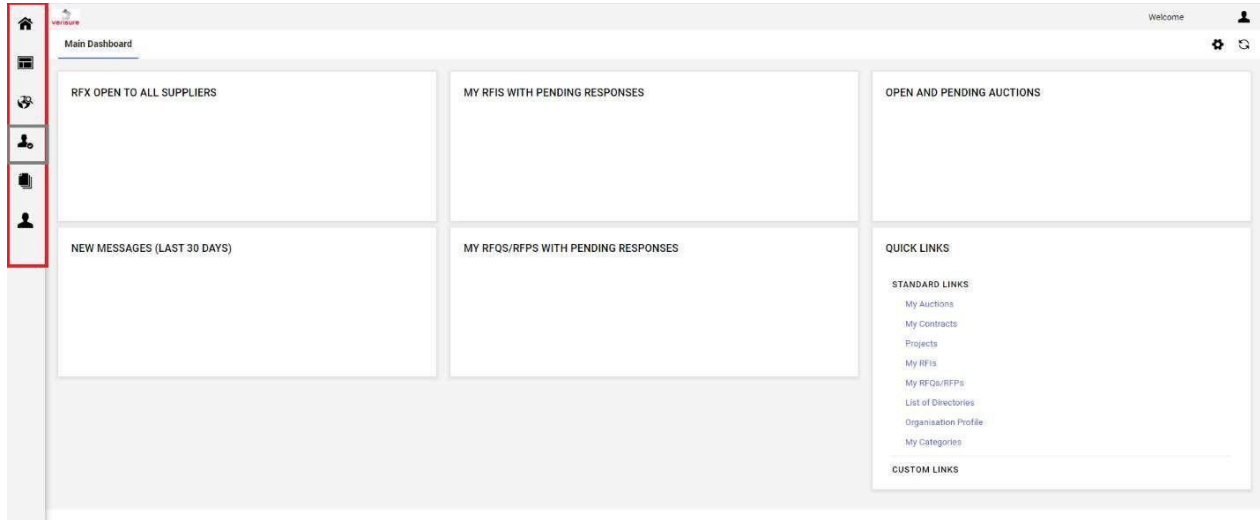 verisure
Welcome
Main Dashboard
RFX OPEN TO ALL SUPPLIERS
MY RFIS WITH PENDING RESPONSES
OPEN AND PENDING AUCTIONS
NEW MESSAGES (LAST 30 DAYS)
MY RFQS/RFPS WITH PENDING RESPONSES
QUICK LINKS
STANDARD LINKS
My Auctions
My Contracts
Projects
My RFIs
My RFQs/RFPs
List of Directories
Organisation Profile
My Categories
CUSTOM LINKS